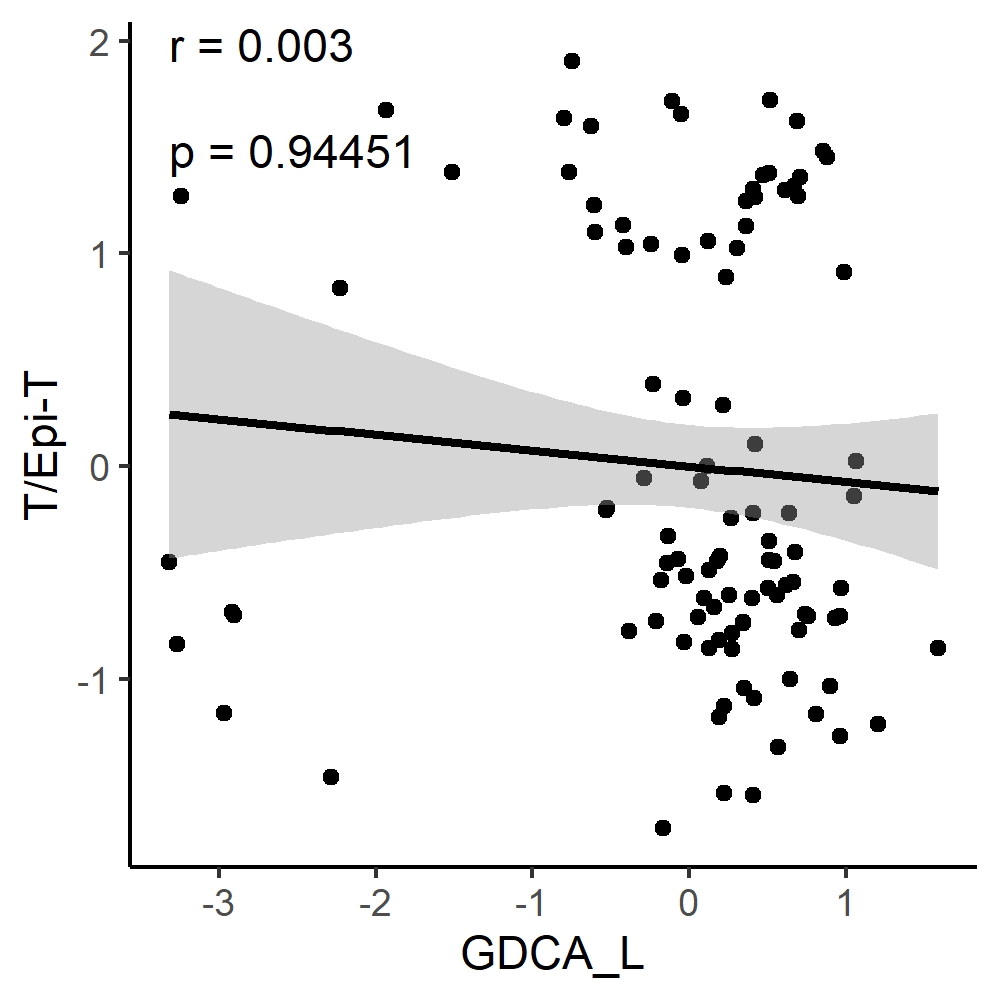 r = 0.003
p = 0.94451
T/Epi-T
2
1
0
-1
-3
-2
-1
0
1
GDCA_L